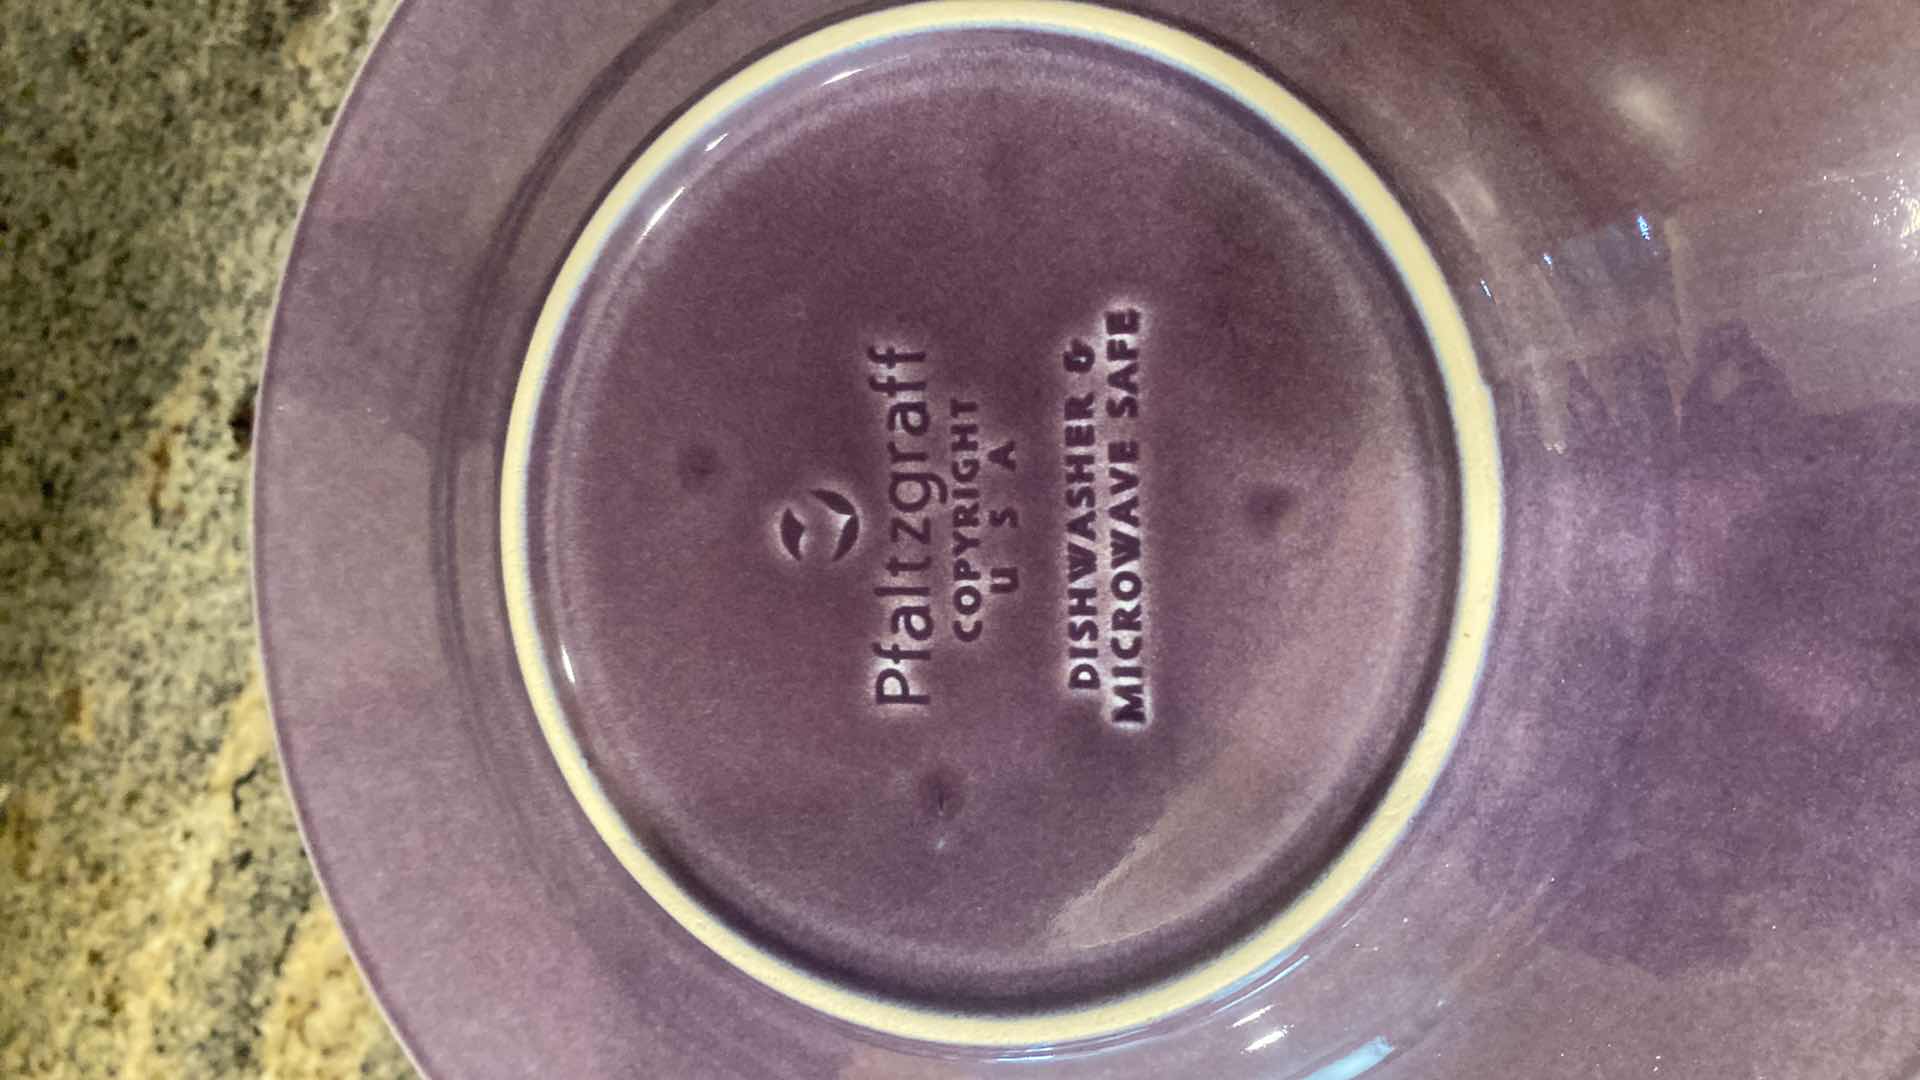 Pfaltzgraff
COPYRIGHT
U S A
DISHWASHER &
MICROWAVE SAFE